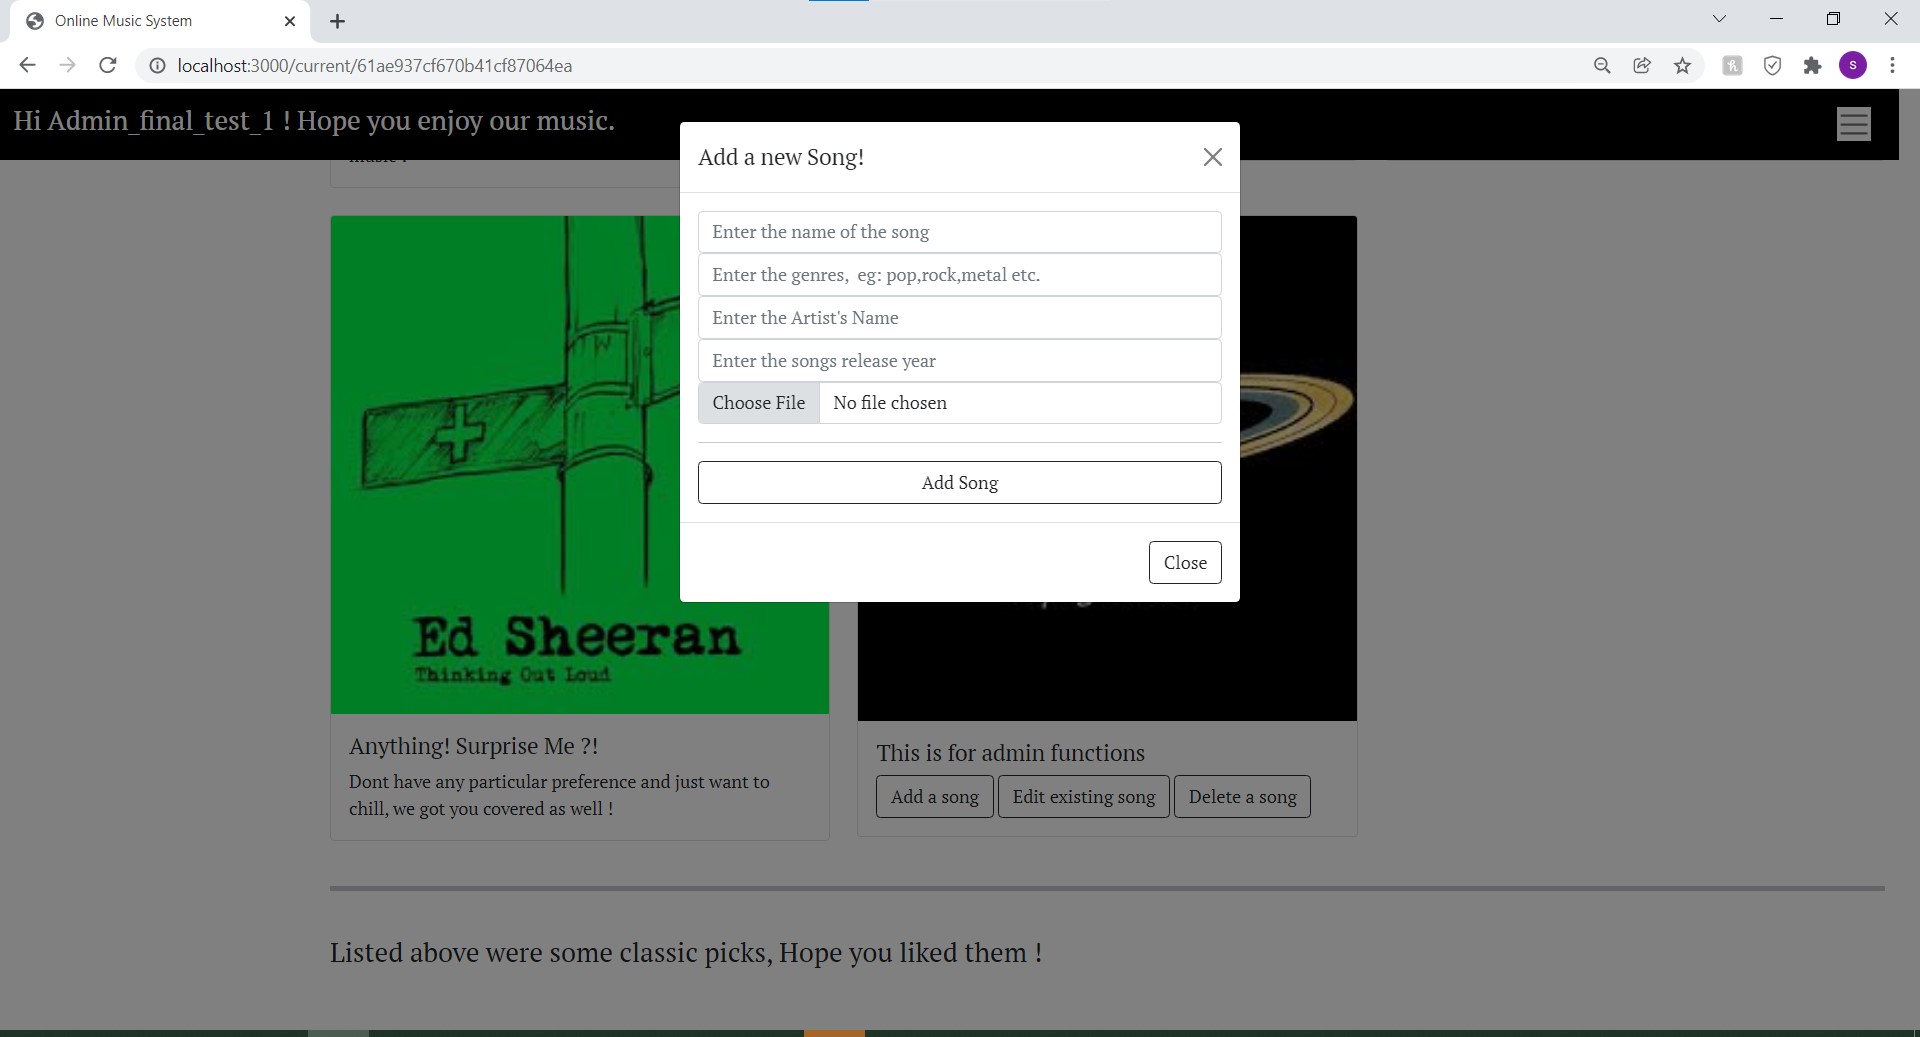 Online Music System
localhost:3000/current/61ae937cf670b41cf87064ea
S
Hi Admin_final_test_1 ! Hope you enjoy our music.
Add a new Song!
Enter the name of the song
Enter the genres,  eg: pop,rock,metal etc.
Enter the Artist's Name
Enter the songs release year
Choose File No file chosen
Add Song
Close
Ed Sheeran
Thinking Out Loud
Anything! Surprise Me ?!
Dont have any particular preference and just want to
chill, we got you covered as well !
This is for admin functions
Add a song Edit existing song Delete a song
Listed above were some classic picks, Hope you liked them !